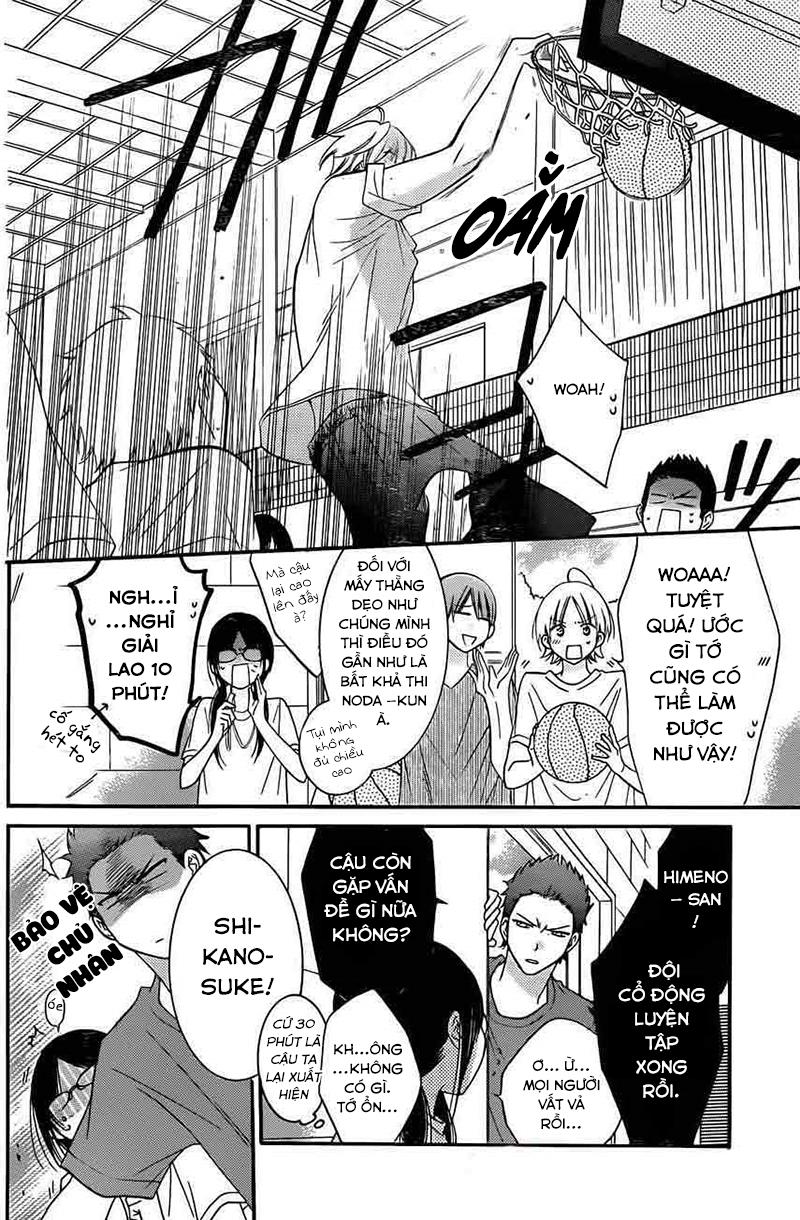 OẰM
WOAH!
WOAAA!
TUYỆT
QUÁ! ƯỚC
GÌ TỚ
CŨNG CÓ
THỂ LÀM
ĐƯỢC
NHƯ VẬY!
ĐỐI VỚI
MẤY THẰNG
DẸO NHƯ
CHÚNG MÌNH
THÌ ĐIỀU ĐÓ
GẦN NHƯ LÀ
BẤT KHẢ THI
NODA –KUN
À.
Mà cậu
lại cao
lên đấy
à?
Tụi mình
không
đủ chiều
cao
NGH...Ỉ
...NGHỈ
GIẢI
LAO 10
PHÚT!
cố gắng
hét to
HIMENO
– SAN
!
ĐỘI
CỔ ĐỘNG
LUYỆN
TẬP
XONG
RỒI.
Ơ... Ừ...
MỌI NGƯỜI
VẤT VẢ
RỒI...
CẬU CÒN
GẶP VẤN
ĐỀ GÌ NỮA
KHÔNG?
KH...ÔNG
...KHÔNG
CÓ GÌ.
TỚ ỔN...
CỨ 30
PHÚT LÀ
CẬU TA
LẠI XUẤT
HIỆN
SHI-
KANO-
SUKE!
BẢO VỆ
CHỦ
NHÂN
óe